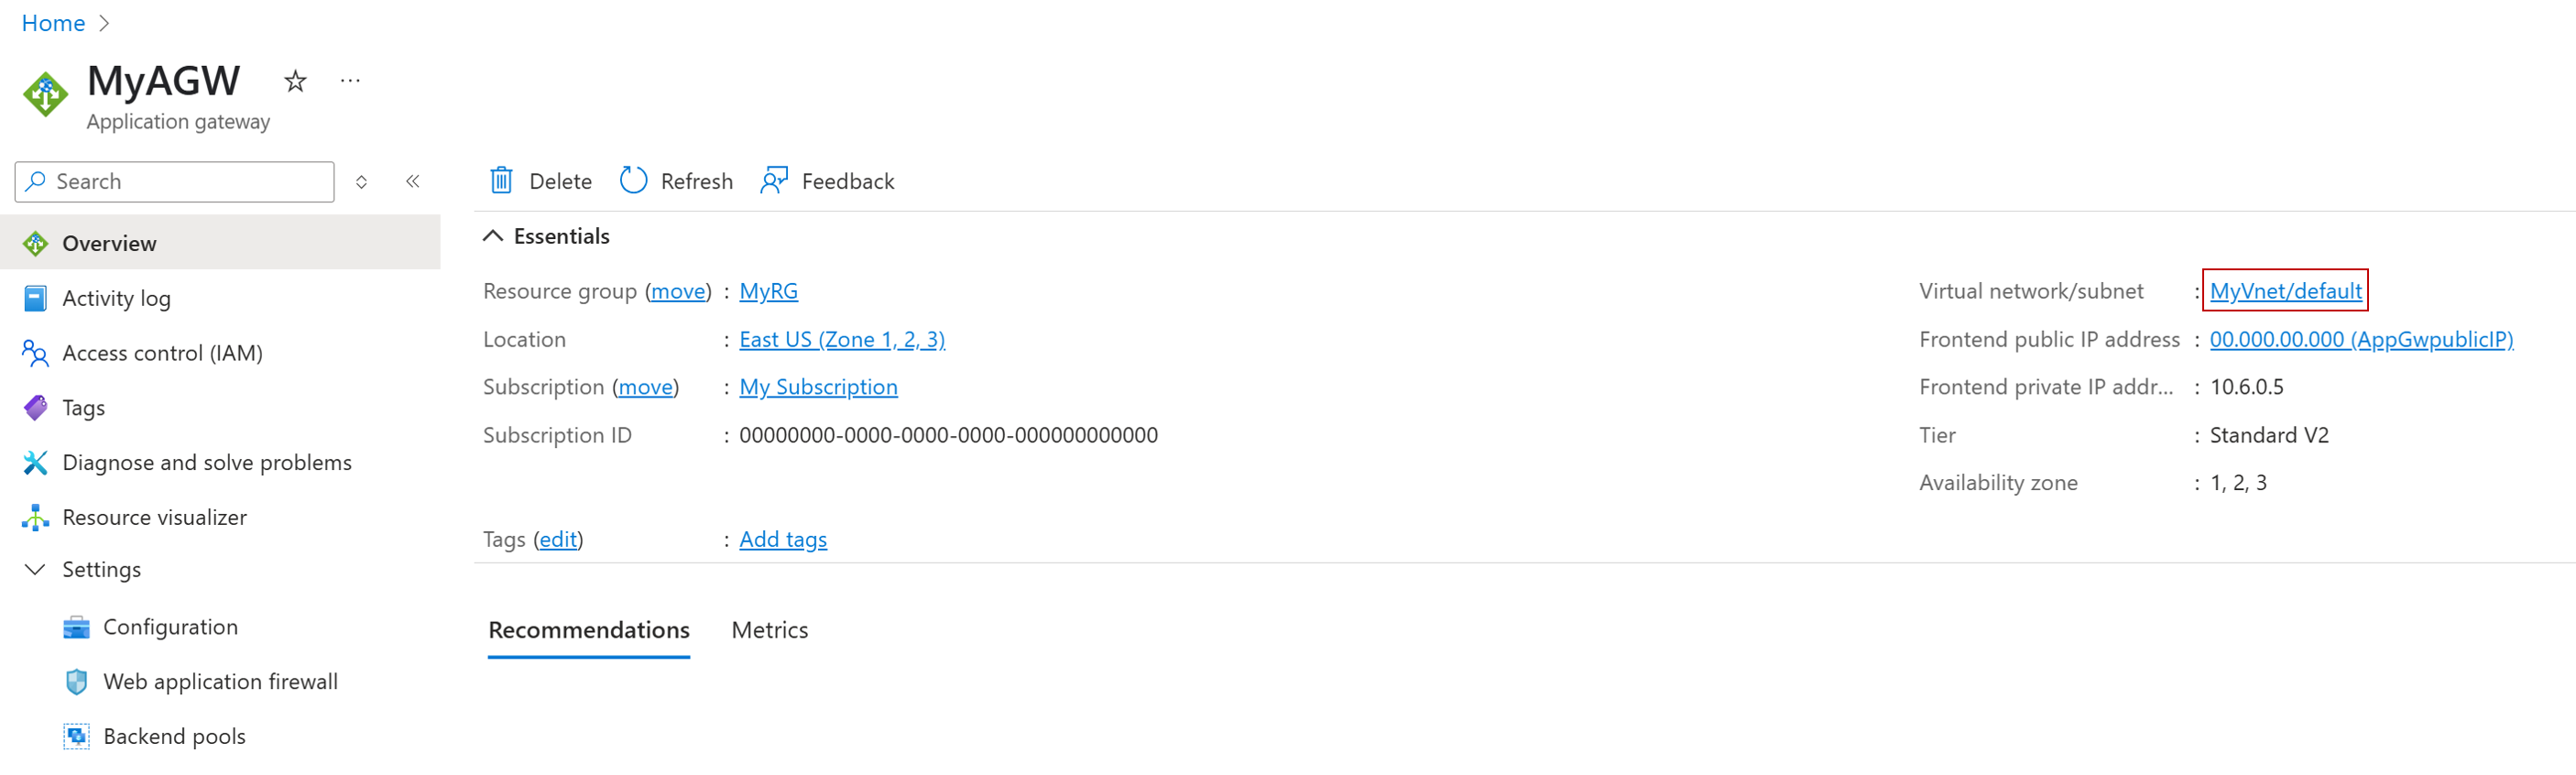 Home
MyAGW
Application gateway
Search
Delete Refresh Feedback
Overview
Activity log
Access control (IAM)
Tags
Diagnose and solve problems
Resource visualizer
Settings
Configuration
Web application firewall
Backend pools
Essentials
Resource group (move) : MyRG
Location : East US (Zone 1, 2, 3)
Subscription (move) : My Subscription
Subscription ID : 00000000-0000-0000-0000-000000000000
Virtual network/subnet : MyVnet/default
Frontend public IP address : 00.000.00.000 (AppGwpublicIP)
Frontend private IP addr... : 10.6.0.5
Tier : Standard V2
Availability zone : 1, 2, 3
Tags (edit) : Add tags
Recommendations Metrics